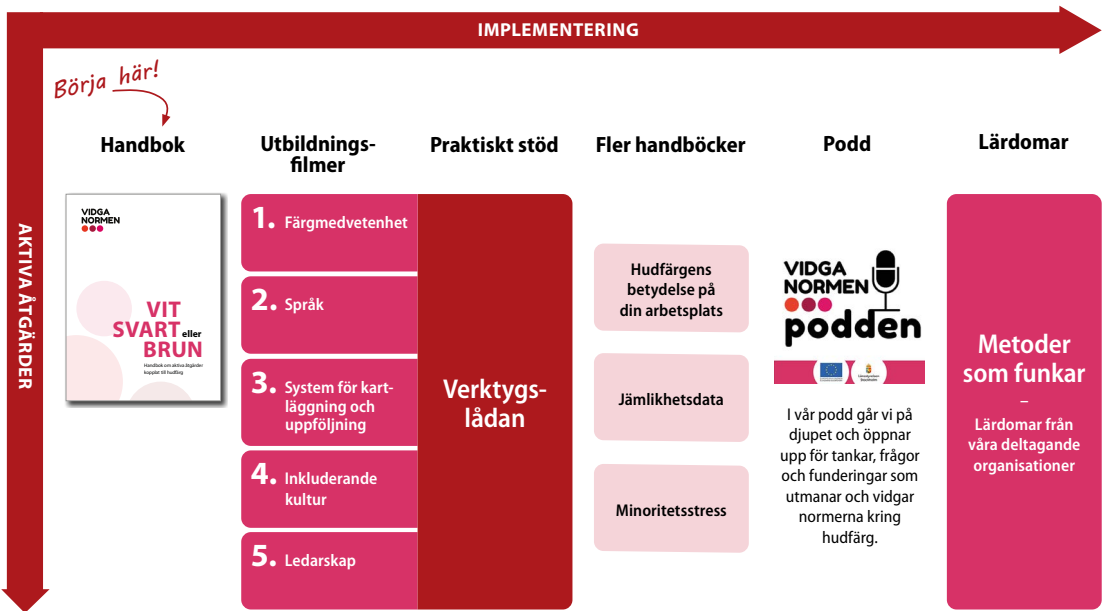 IMPLEMENTERING
AKTIVA ÅTGÄRDER
Börja här!
Handbok
VIDGA
NORMEN
VIT
SVART eller
BRUN
Handbok om aktiva åtgärder
kopplat till hudfärg
Utbildnings-
filmer
1. Färgmedvetenhet
2. Språk
3. System för kart-
läggning och
uppföljning
4. Inkluderande
kultur
5. Ledarskap
Praktiskt stöd
Verktygs-
lådan
Fler handböcker
Hudfärgens
betydelse på
din arbetsplats
Jämlikhetsdata
Minoritetsstress
Podd
VIDGA
NORMEN
podden
I vår podd går vi på
djupet och öppnar
upp för tankar, frågor
och funderingar som
utmanar och vidgar
normerna kring
hudfärg.
Lärdomar
Metoder
som funkar
–
Lärdomar från
våra deltagande
organisationer